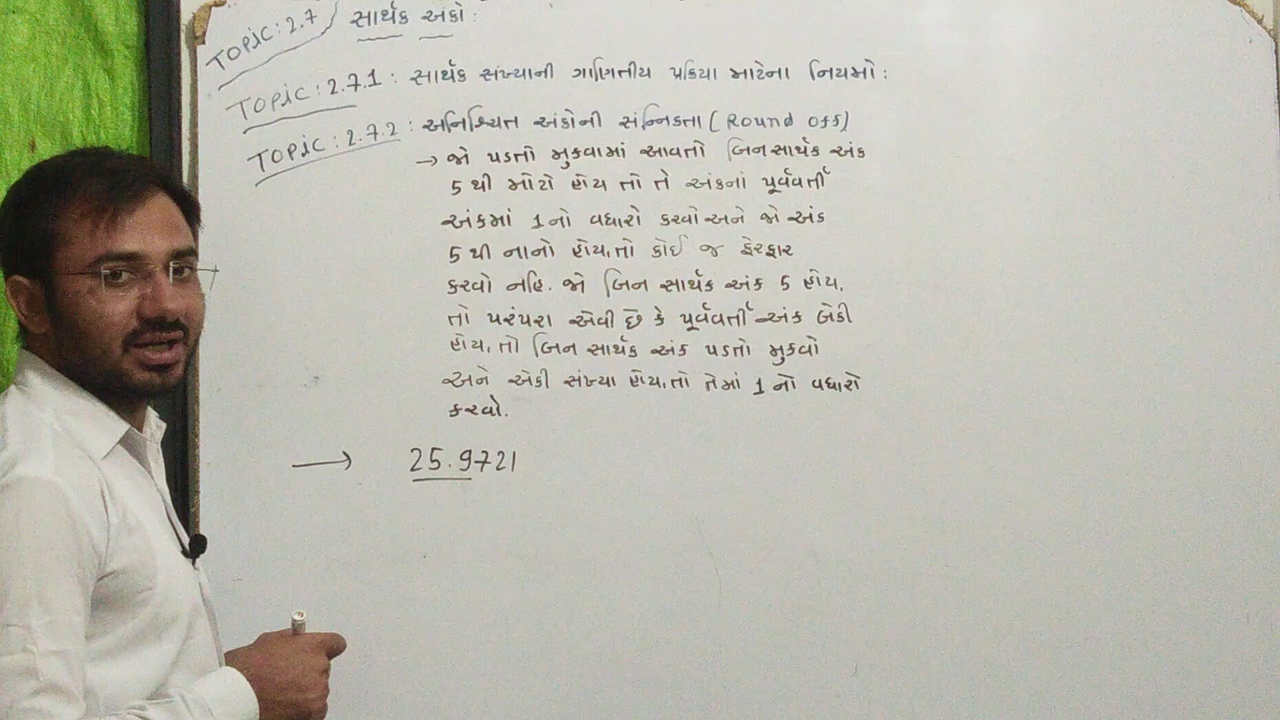 Topic: 2.7 સાર્થક અંકો:
Topic: 2.7.1: સાર્થક સંખ્યાની ગાણિતીય પ્રક્રિયા માટેના નિયમો:
Topic: 2.7.2: અનિશ્ચિત અંકોની સંન્નિકતા (Round off)
→ જો પડતો મુકવામાં આવતો બિનસાર્થક અંક
5 થી મોટો હોય તો તે અંકનાં પૂર્વવર્તી
અંકમાં 1નો વધારો કરવો અને જો અંક
5 થી નાનો હોય, તો કોઈ જ ફેરફાર
કરવો નહિ. જો બિન સાર્થક અંક 5 હોય,
તો પરંપરા એવી છે કે પૂર્વવર્તી અંક બેકી
હોય, તો બિન સાર્થક અંક પડતો મુકવો
અને એકી સંખ્યા હોય, તો તેમાં 1 નો વધારો
કરવો.
→ 25.9721